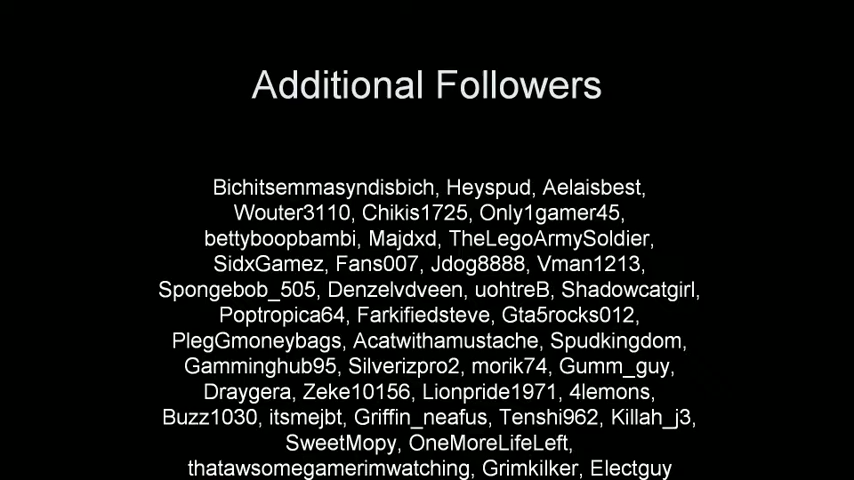 Additional Followers
Bichitsemmasyndisbich, Heyspud, Aelaisbest,
Wouter3110, Chikis1725, Only1gamer45,
bettyboopbambi, Majdxd, TheLegoArmySoldier,
SidxGamez, Fans007, Jdog8888, Vman1213,
Spongebob_505, Denzelvdveen, uohtreB, Shadowcatgirl,
Poptropica64, Farkifiedsteve, Gta5rocks012,
PlegGmoneybags, Acatwithamustache, Spudkingdom,
Gamminghub95, Silverizpro2, morik74, Gumm_guy,
Draygera, Zeke10156, Lionpride1971, 4lemons,
Buzz1030, itsmejbt, Griffin_neafus, Tenshi962, Killah_j3,
SweetMopy, OneMoreLifeLeft,
thatawsomegamerimwatching, Grimkilker, Electguy